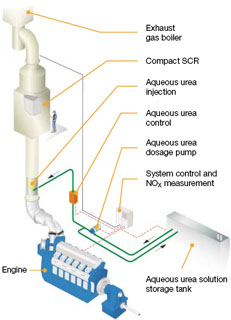 Exhaust
gas boiler
Compact SCR
Aqueous urea
injection
Aqueous urea
control
Aqueous urea
dosage pump
System control and
NOX measurement
Engine
Aqueous urea solution
storage tank